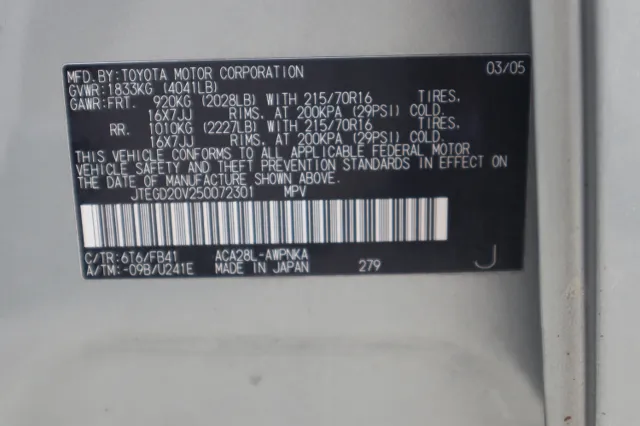 MFD.BY:TOYOTA MOTOR CORPORATION 03/05
GVWR:1833KG (4041LB)
GAWR:FRT. 920KG (2028LB) WITH 215/70R16 TIRES.
16X7JJ RIMS. AT 200KPA (29PSI) COLD.
RR. 1010KG (2227LB) WITH 215/70R16 TIRES.
16X7JJ RIMS. AT 200KPA (29PSI) COLD.
THIS VEHICLE CONFORMS TO ALL APPLICABLE FEDERAL MOTOR
VEHICLE SAFETY AND THEFT PREVENTION STANDARDS IN EFFECT
ON THE DATE OF MANUFACTURE SHOWN ABOVE.
JTEGD20V250072301 MPV
C/TR:6T6/FB41 ACA28L-AWPNKA
A/TM:-09B/U241E MADE IN JAPAN 279 J